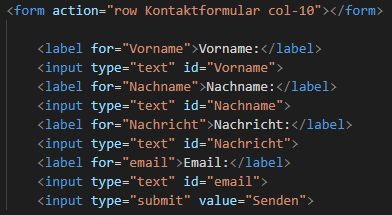 <form action="row Kontaktformular col-10"></form>
<label for="Vorname">Vorname:</label>
<input type="text" id="Vorname">
<label for="Nachname">Nachname:</label>
<input type="text" id="Nachname">
<label for="Nachricht">Nachricht:</label>
<input type="text" id="Nachricht">
<label for="email">Email:</label>
<input type="text" id="email">
<input type="submit" value="Senden">